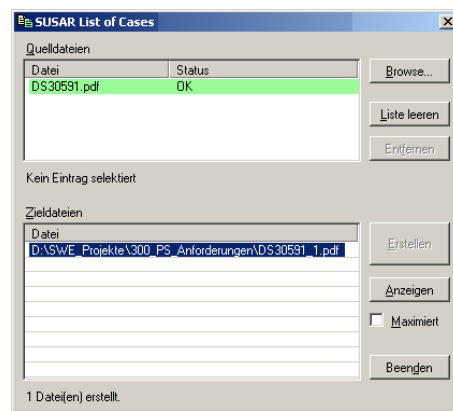 SUSAR List of Cases
Quelldateien
Datei Status
DS30591.pdf OK
Browse...
Liste leeren
Entfernen
Kein Eintrag selektiert
Zieldateien
Datei
D:\SWE_Projekte\300_PS_Anforderungen\DS30591_1.pdf
Erstellen
Anzeigen
Maximiert
Beenden
1 Datei(en) erstellt.